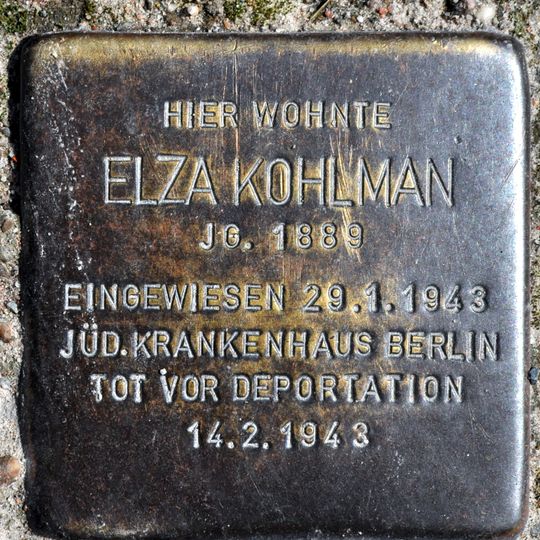 HIER WOHNTE
ELZA KOHLMAN
JG. 1889
EINGEWIESEN 29.1.1943
JÜD. KRANKENHAUS BERLIN
TOT VOR DEPORTATION
14.2.1943